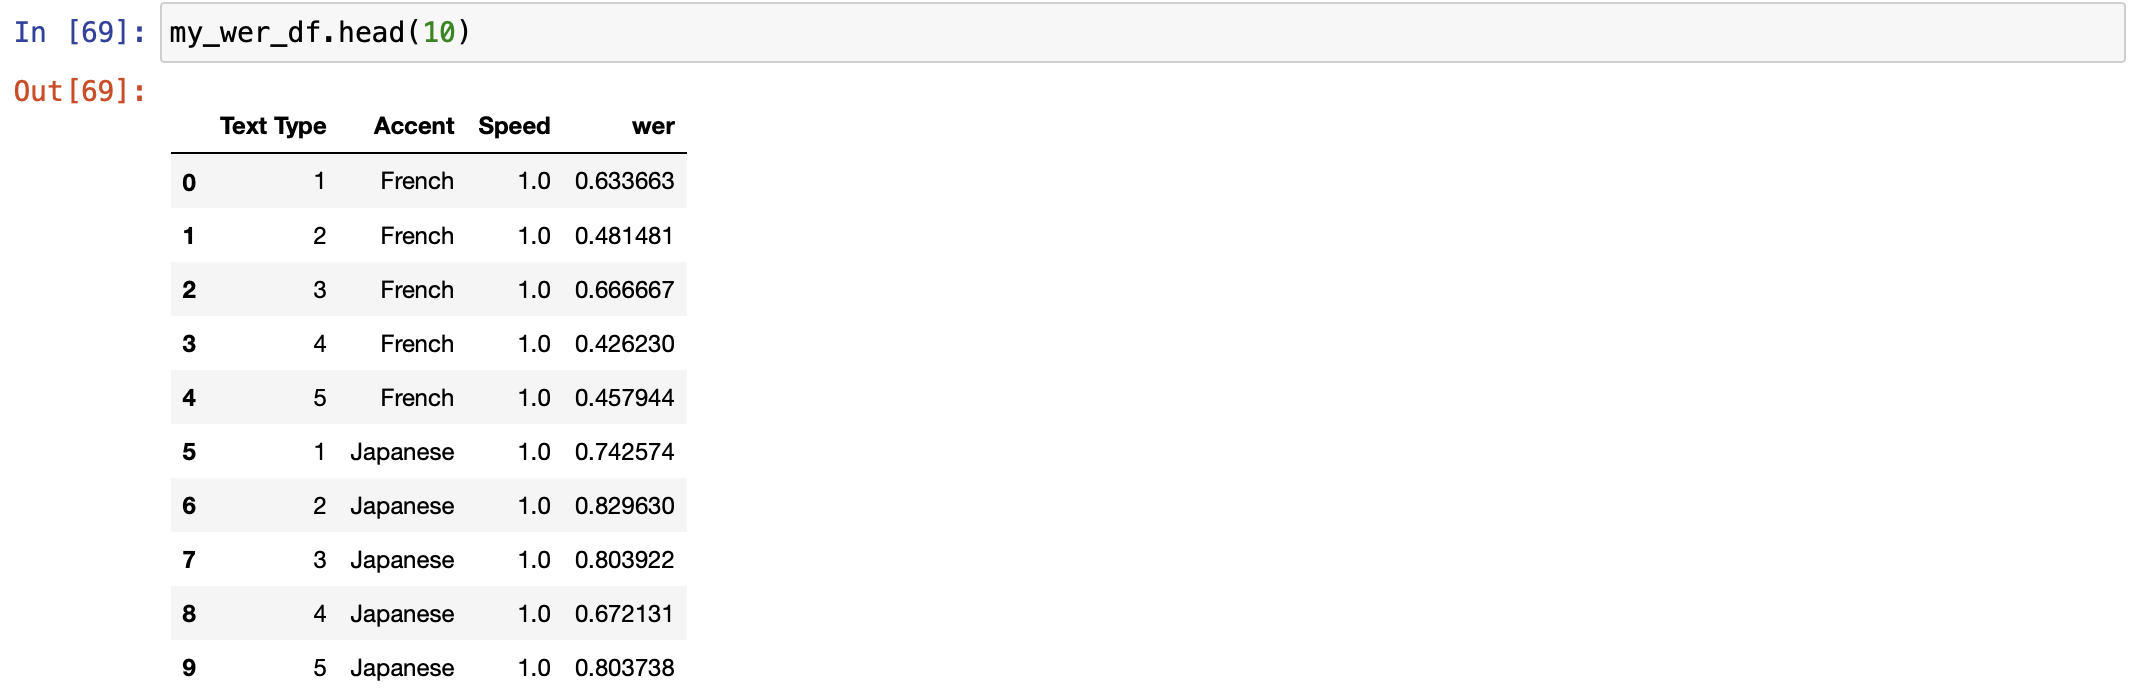 In [69]: my_wer_df.head(10)
Out[69]:
Text Type Accent Speed wer
0 1 French 1.0 0.633663
1 2 French 1.0 0.481481
2 3 French 1.0 0.666667
3 4 French 1.0 0.426230
4 5 French 1.0 0.457944
5 1 Japanese 1.0 0.742574
6 2 Japanese 1.0 0.829630
7 3 Japanese 1.0 0.803922
8 4 Japanese 1.0 0.672131
9 5 Japanese 1.0 0.803738